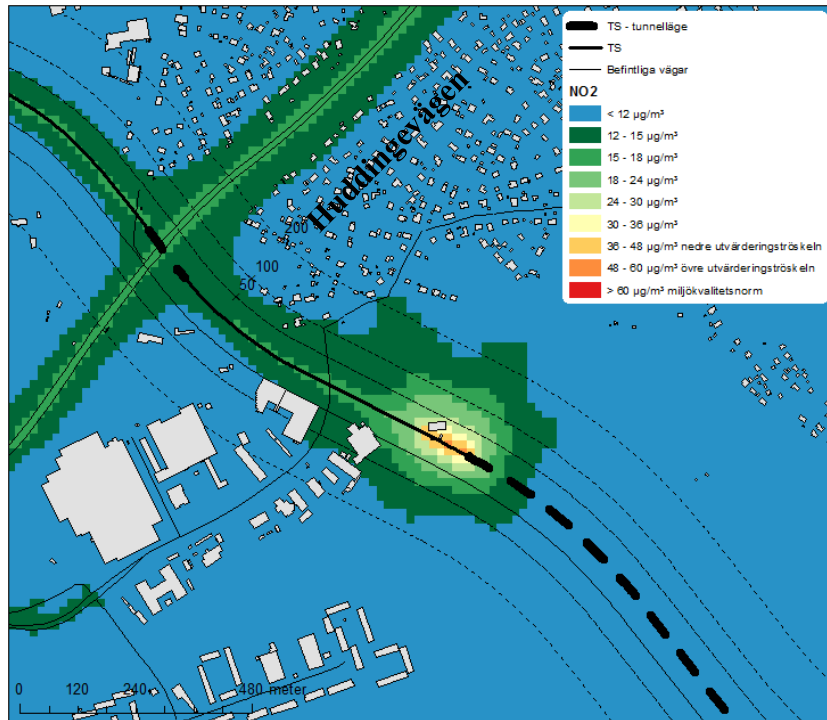 TS - tunnelläge
TS
Befintliga vägar
NO2
< 12 µg/m³
12 - 15 µg/m³
15 - 18 µg/m³
18 - 24 µg/m³
24 - 30 µg/m³
30 - 36 µg/m³
36 - 48 µg/m³ nedre utvärderingströskeln
48 - 60 µg/m³ övre utvärderingströskeln
> 60 µg/m³ miljökvalitetsnorm
Huddingevägen
200
100
50
0 120 240 480 meter